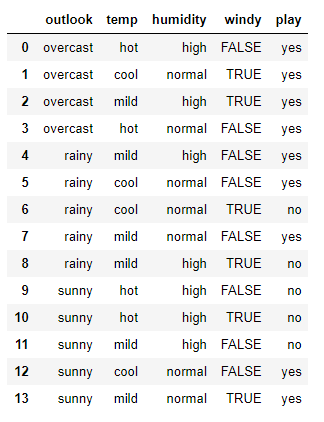 outlook temp humidity windy play
0 overcast hot high FALSE yes
1 overcast cool normal TRUE yes
2 overcast mild high TRUE yes
3 overcast hot normal FALSE yes
4 rainy mild high FALSE yes
5 rainy cool normal FALSE yes
6 rainy cool normal TRUE no
7 rainy mild normal FALSE yes
8 rainy mild high TRUE no
9 sunny hot high FALSE no
10 sunny hot high TRUE no
11 sunny mild high FALSE no
12 sunny cool normal FALSE yes
13 sunny mild normal TRUE yes